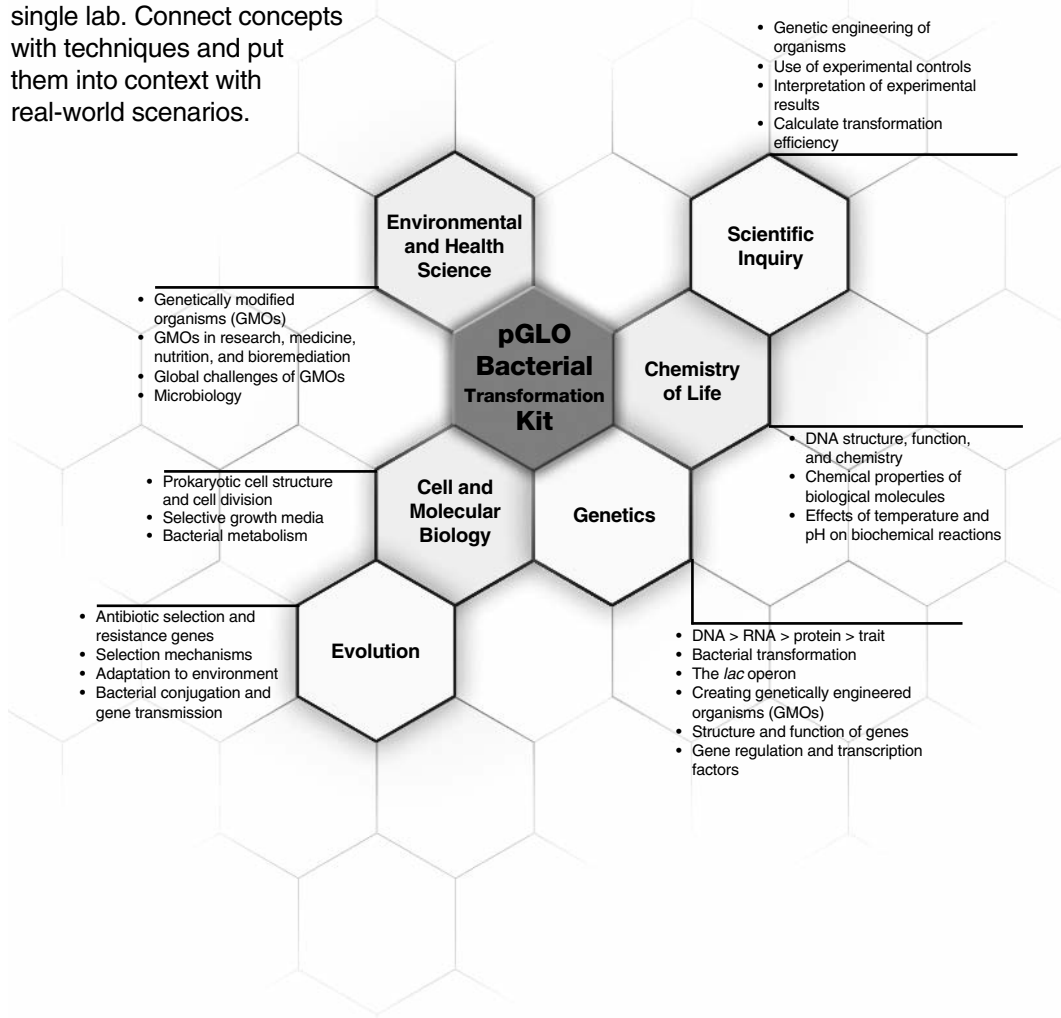 single lab. Connect concepts
with techniques and put
them into context with
real-world scenarios.
• Genetic engineering of
organisms
• Use of experimental controls
• Interpretation of experimental
results
• Calculate transformation
efficiency
Environmental
and Health
Science
Scientific
Inquiry
• Genetically modified
organisms (GMOs)
• GMOs in research, medicine,
nutrition, and bioremediation
• Global challenges of GMOs
• Microbiology
pGLO
Bacterial
Transformation
Kit
Chemistry
of Life
• DNA structure, function,
and chemistry
• Chemical properties of
biological molecules
• Effects of temperature and
pH on biochemical reactions
• Prokaryotic cell structure
and cell division
• Selective growth media
• Bacterial metabolism
Cell and
Molecular
Biology
Genetics
• Antibiotic selection and
resistance genes
• Selection mechanisms
• Adaptation to environment
• Bacterial conjugation and
gene transmission
Evolution
• DNA > RNA > protein > trait
• Bacterial transformation
• The lac operon
• Creating genetically engineered
organisms (GMOs)
• Structure and function of genes
• Gene regulation and transcription
factors